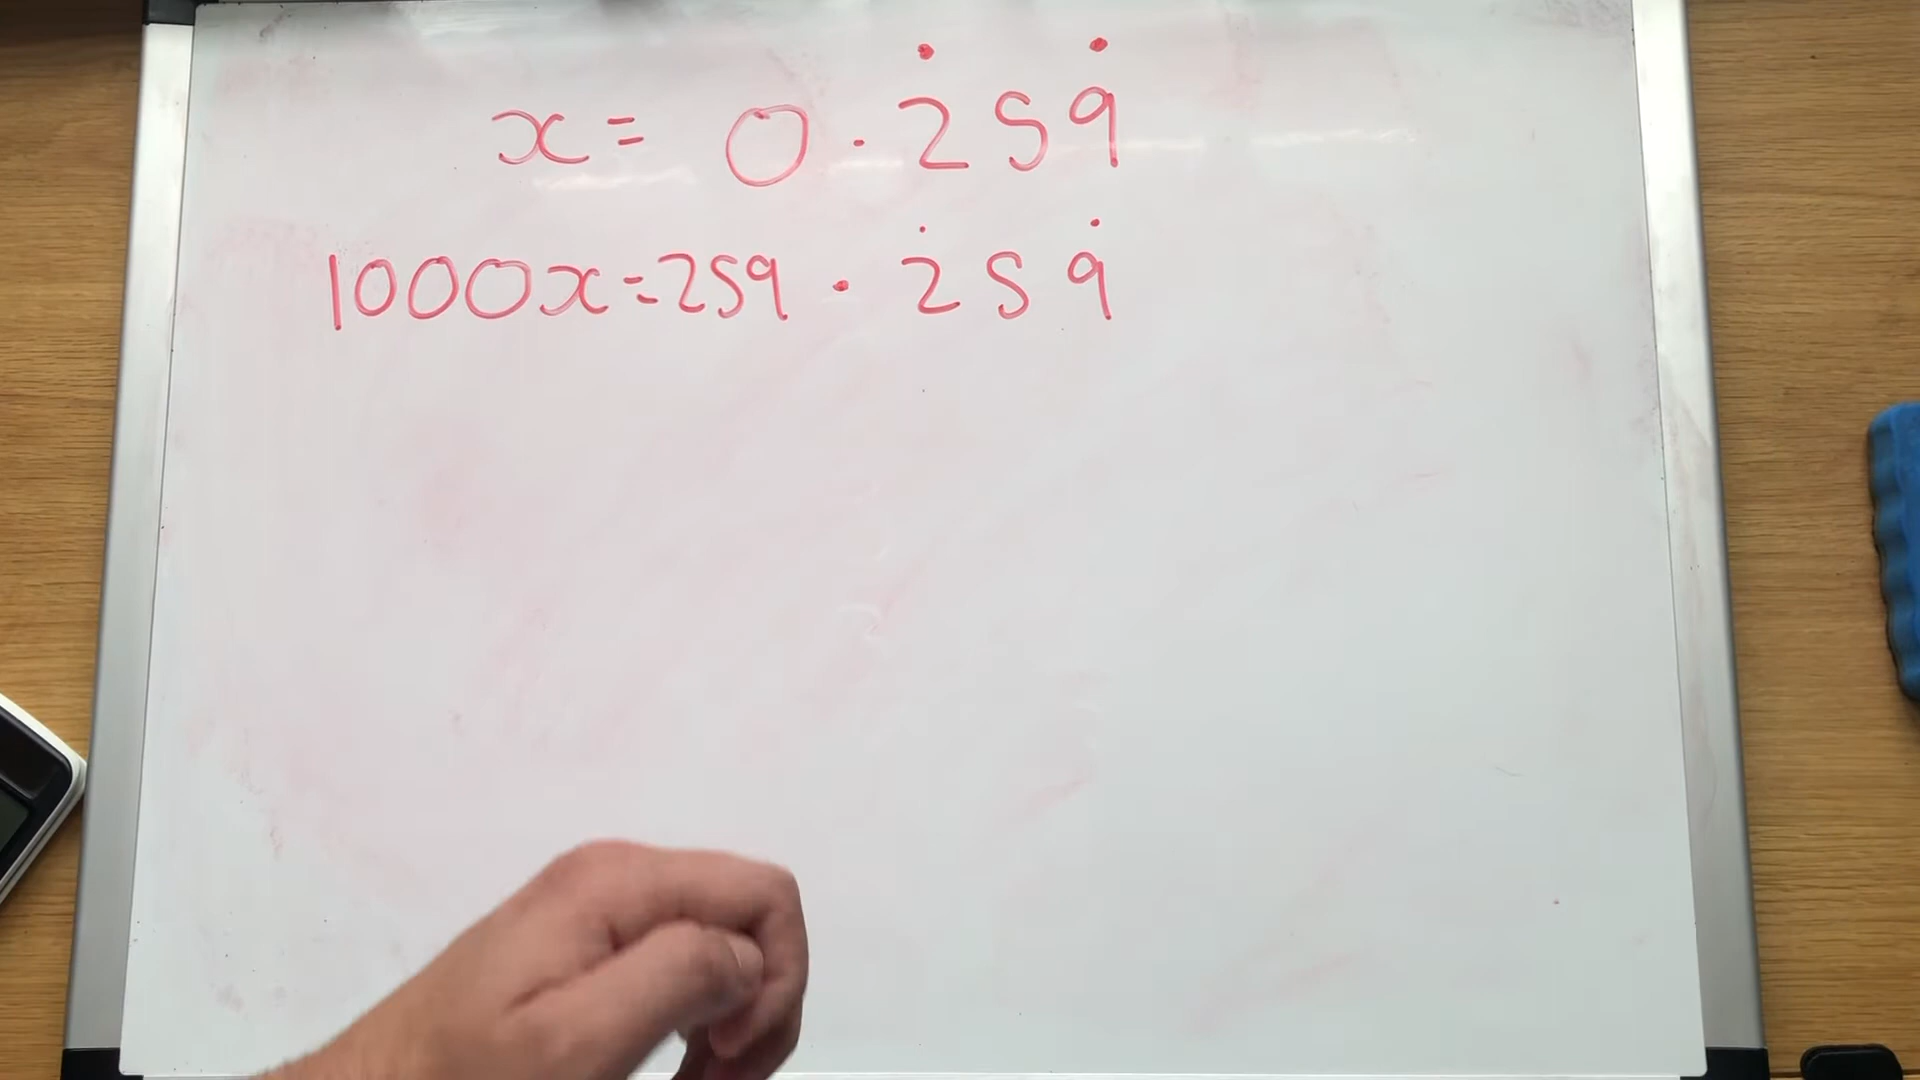 x = 0.2̇59̇
1000x = 259.2̇59̇